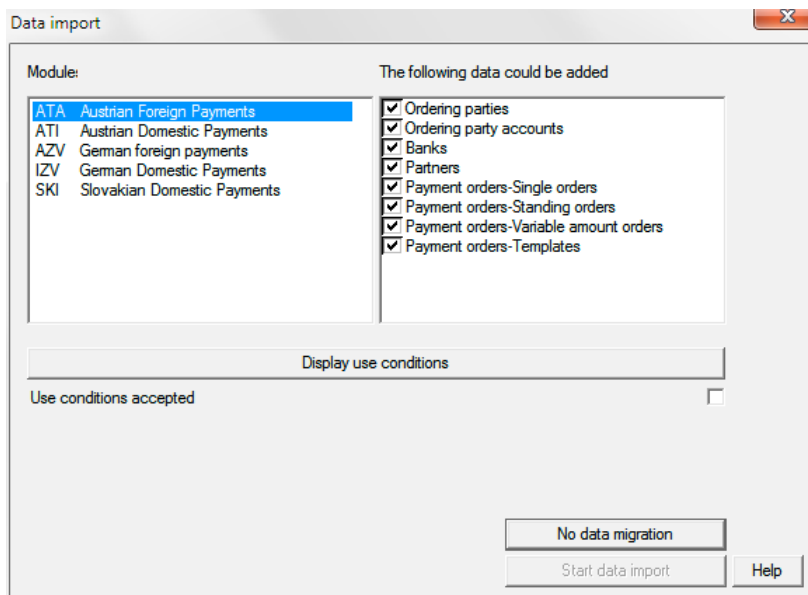 Data import
Module:
The following data could be added
ATA Austrian Foreign Payments
ATI Austrian Domestic Payments
AZV German foreign payments
IZV German Domestic Payments
SKI Slovakian Domestic Payments
Ordering parties
Ordering party accounts
Banks
Partners
Payment orders-Single orders
Payment orders-Standing orders
Payment orders-Variable amount orders
Payment orders-Templates
Display use conditions
Use conditions accepted
No data migration
Start data import
Help